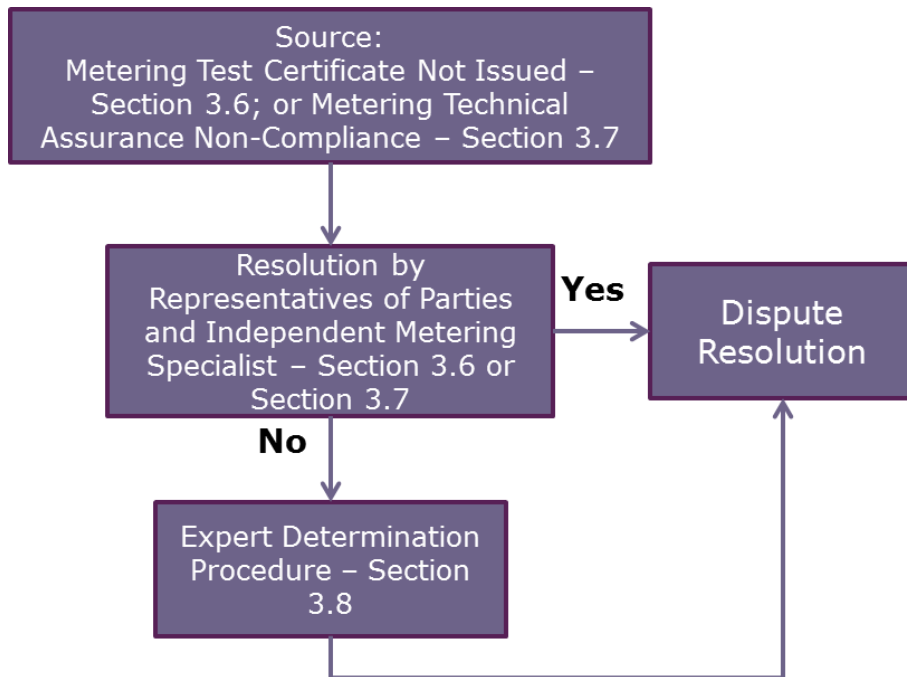 Source:
Metering Test Certificate Not Issued –
Section 3.6; or Metering Technical
Assurance Non-Compliance – Section 3.7
Resolution by
Representatives of Parties
and Independent Metering
Specialist – Section 3.6 or
Section 3.7
Yes
Dispute
Resolution
No
Expert Determination
Procedure – Section
3.8